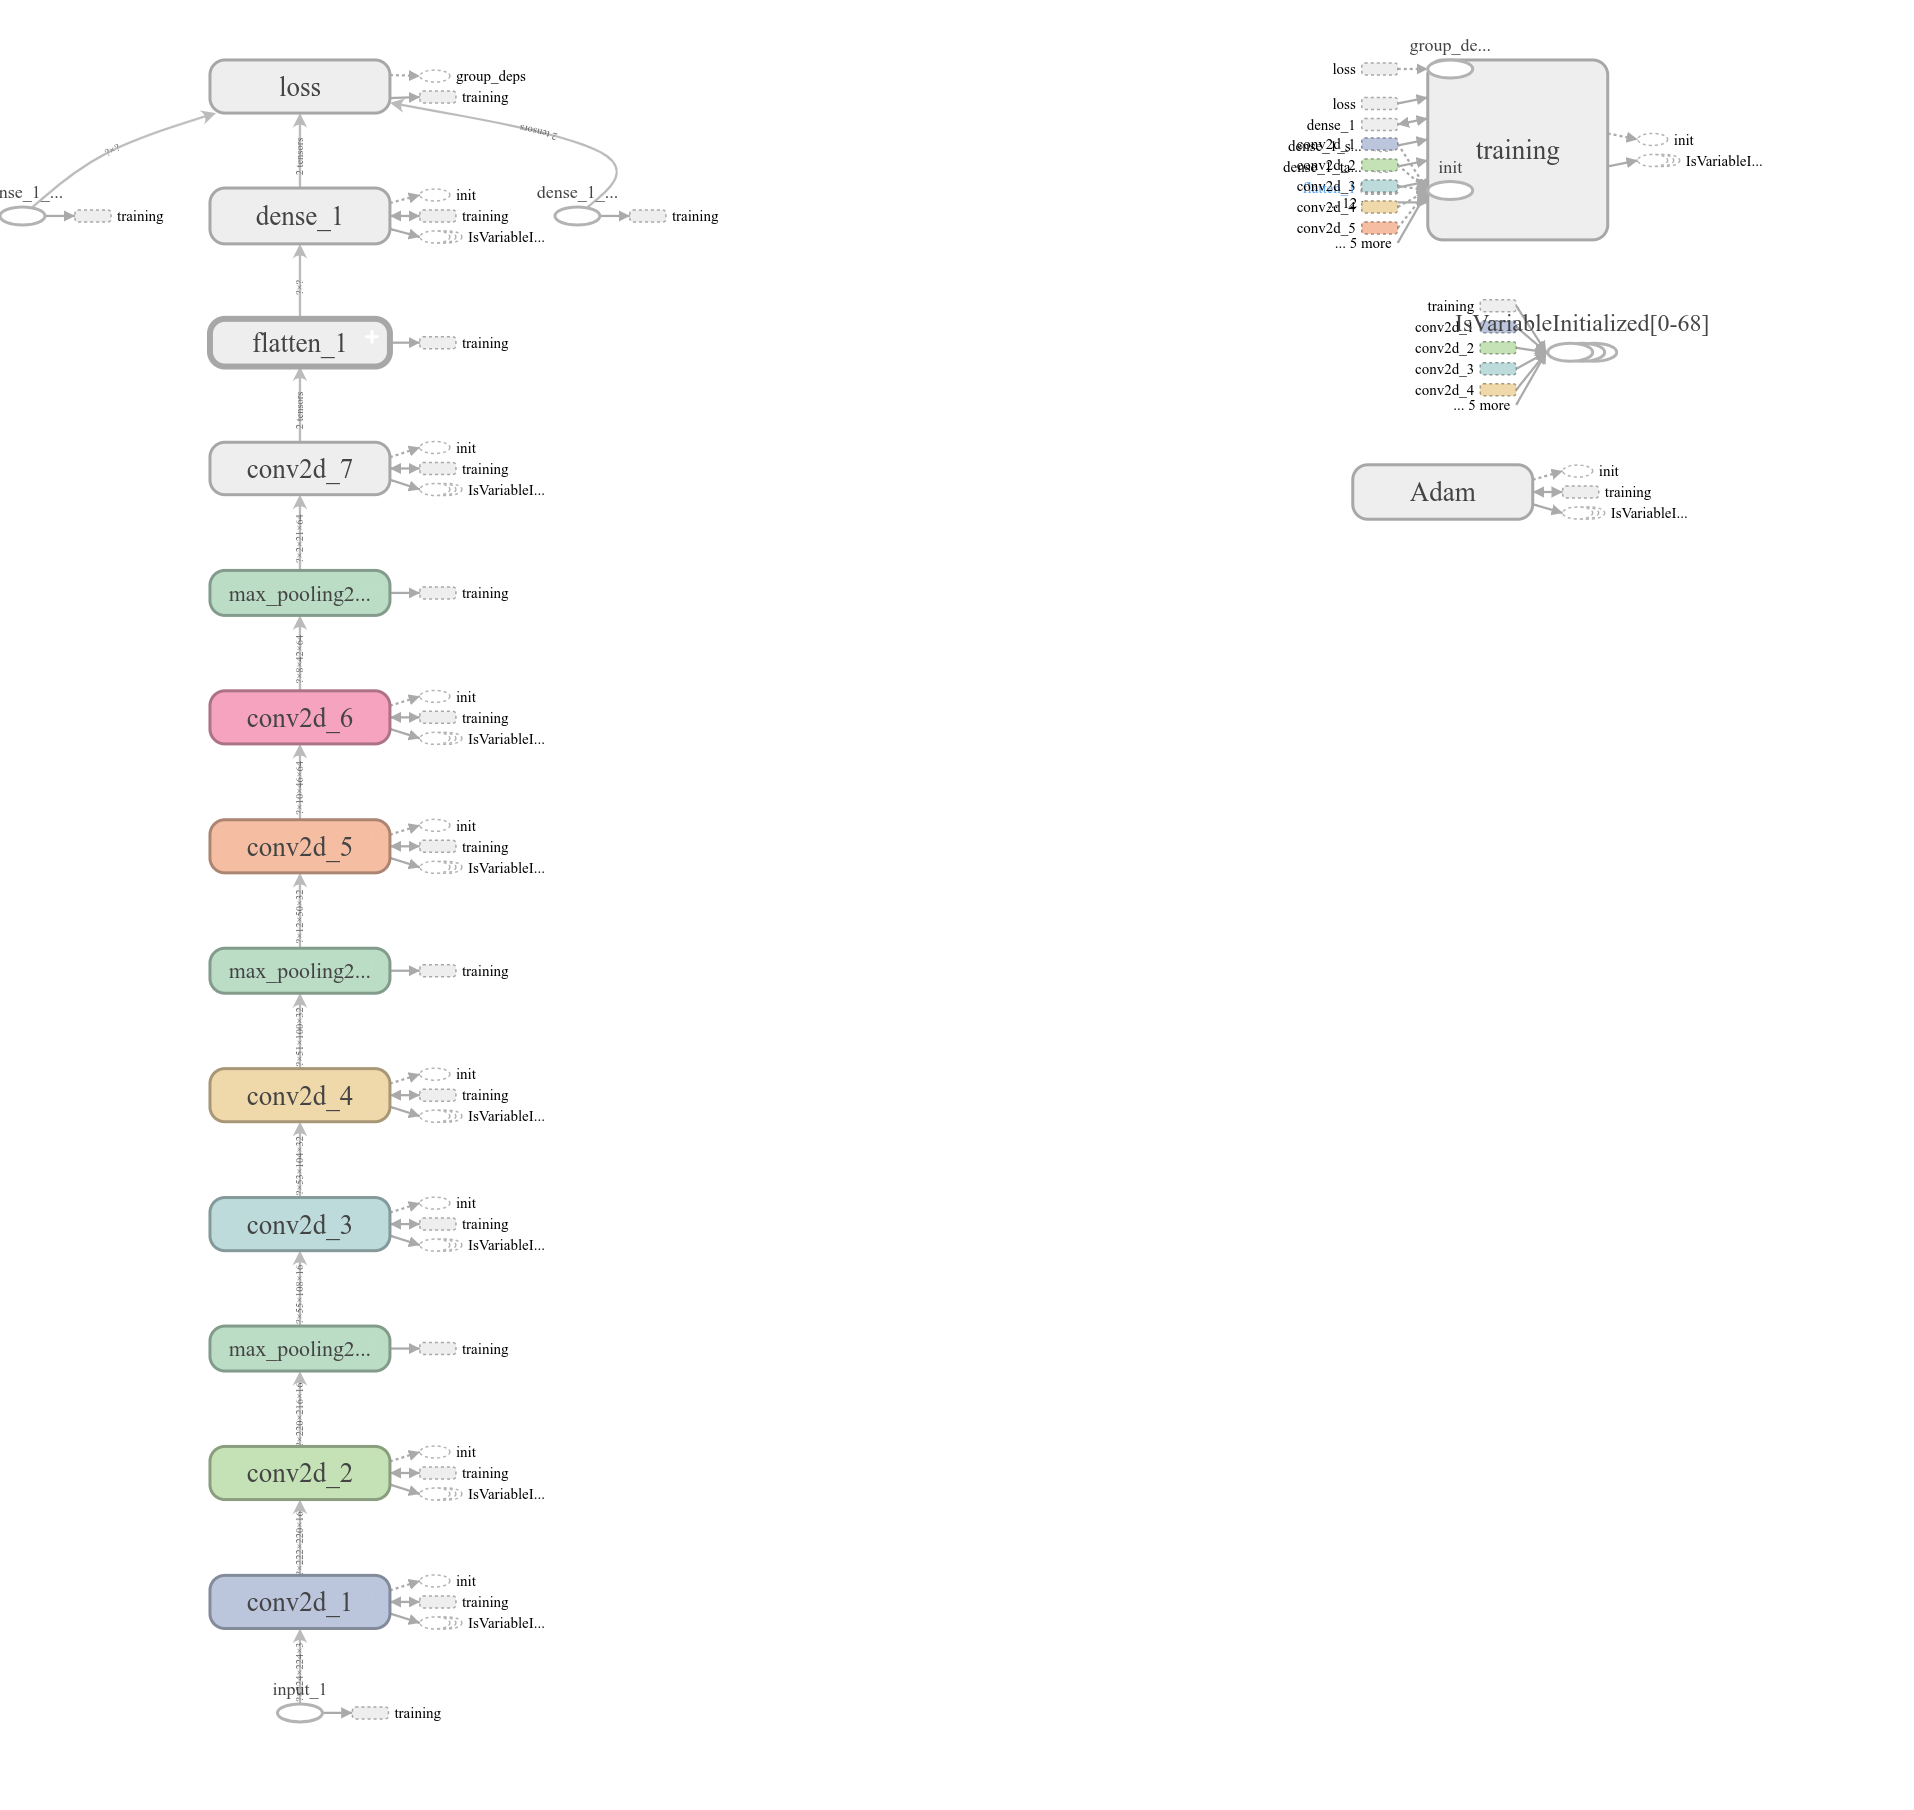 loss
group_deps
training
?×?
2 tensors
2 tensors
nse_1_...
training
dense_1
init
training
IsVariableI...
dense_1_...
training
?×?
flatten_1
training
2 tensors
conv2d_7
init
training
IsVariableI...
?×2×21×64
max_pooling2...
training
?×8×42×64
conv2d_6
init
training
IsVariableI...
?×10×46×64
conv2d_5
init
training
IsVariableI...
?×12×50×32
max_pooling2...
training
?×51×100×32
conv2d_4
init
training
IsVariableI...
?×53×104×32
conv2d_3
init
training
IsVariableI...
?×55×108×16
max_pooling2...
training
?×220×216×16
conv2d_2
init
training
IsVariableI...
?×222×220×16
conv2d_1
init
training
IsVariableI...
?×224×224×3
input_1
training
group_de...
loss
loss
dense_1
conv2d_1
dense_1_s...
conv2d_2
dense_1_ta...
conv2d_3
conv2d_4
conv2d_5
... 5 more
training
init
init
IsVariableI...
IsVariableInitialized[0-68]
training
conv2d_1
conv2d_2
conv2d_3
conv2d_4
... 5 more
Adam
init
training
IsVariableI...